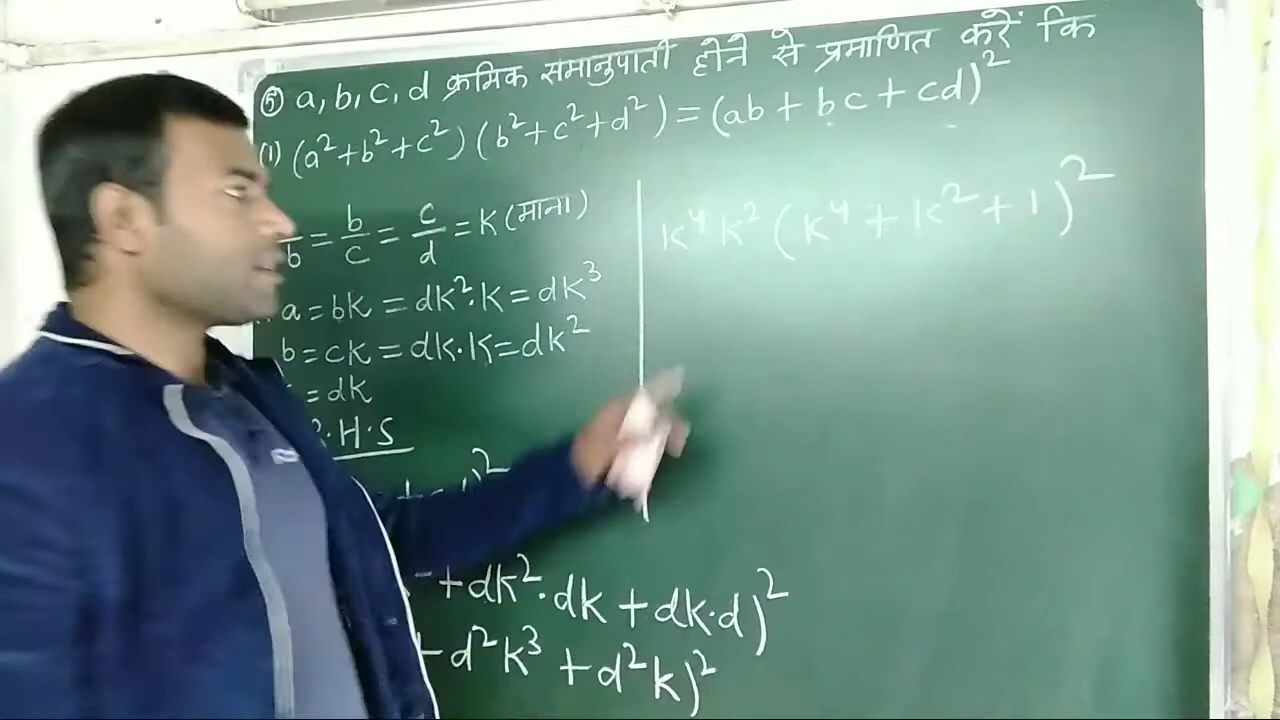 ⑤ a, b, c, d क्रमिक समानुपाती होने से प्रमाणित करें कि
(1) (a²+b²+c²)(b²+c²+d²)=(ab+bc+cd)²
b = b/c = c/d = K (माना)
a = bK = dK²·K = dK³
b = cK = dK·K = dK²
= dK
R·H·S
+dK²·dK + dK·d)²
+ d²K³ + d²K)²
K⁴K²(K⁴+K²+1)²